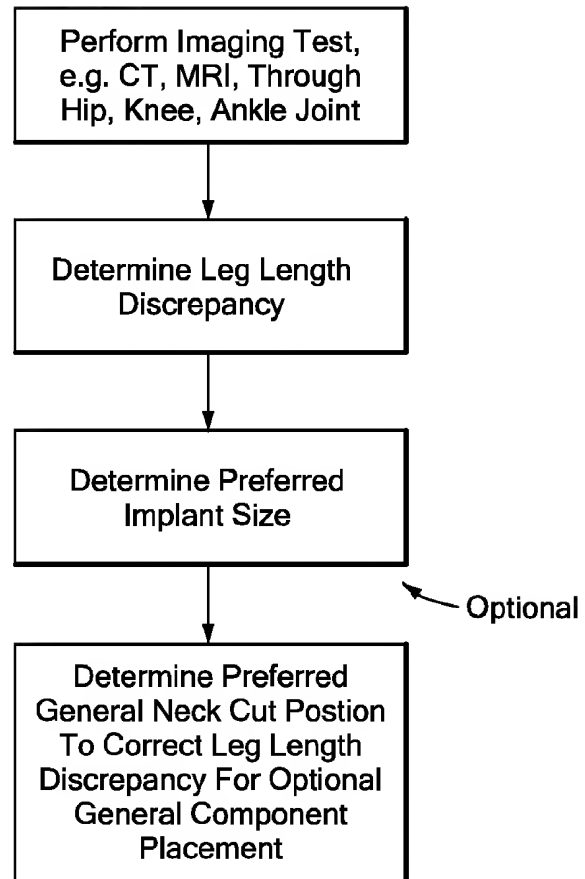 Perform Imaging Test,
e.g. CT, MRI, Through
Hip, Knee, Ankle Joint
Determine Leg Length
Discrepancy
Determine Preferred
Implant Size
Optional
Determine Preferred
General Neck Cut Postion
To Correct Leg Length
Discrepancy For Optional
General Component
Placement